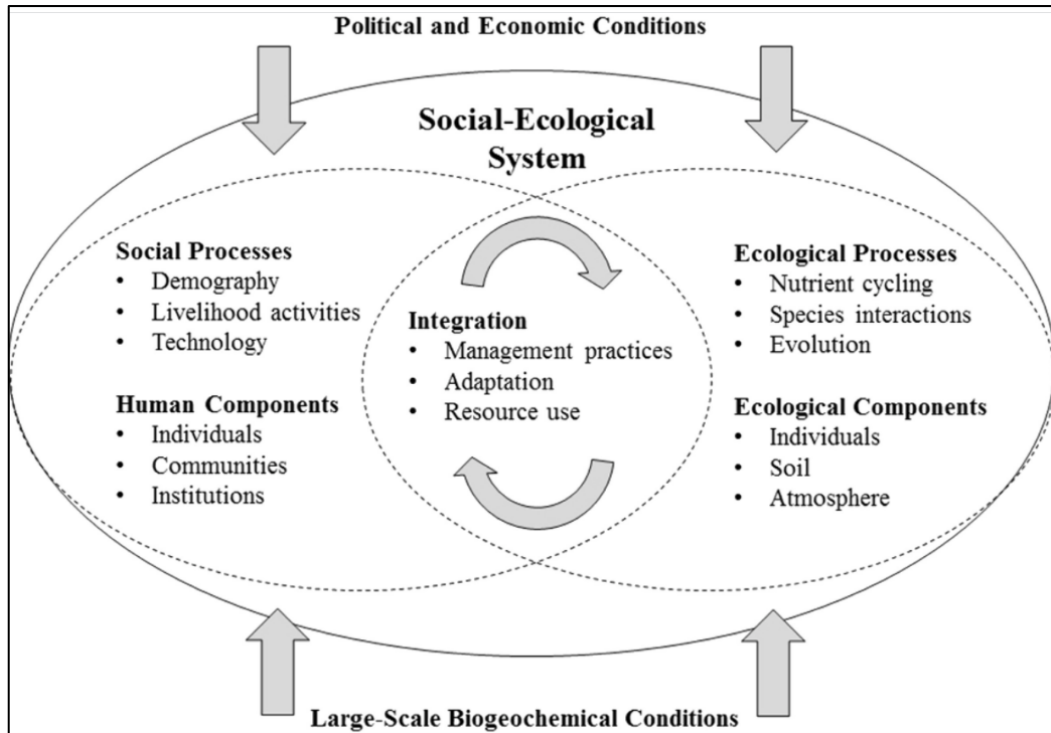 Political and Economic Conditions
Social-Ecological
System
Social Processes
• Demography
• Livelihood activities
• Technology
Human Components
• Individuals
• Communities
• Institutions
Integration
• Management practices
• Adaptation
• Resource use
Ecological Processes
• Nutrient cycling
• Species interactions
• Evolution
Ecological Components
• Individuals
• Soil
• Atmosphere
Large-Scale Biogeochemical Conditions